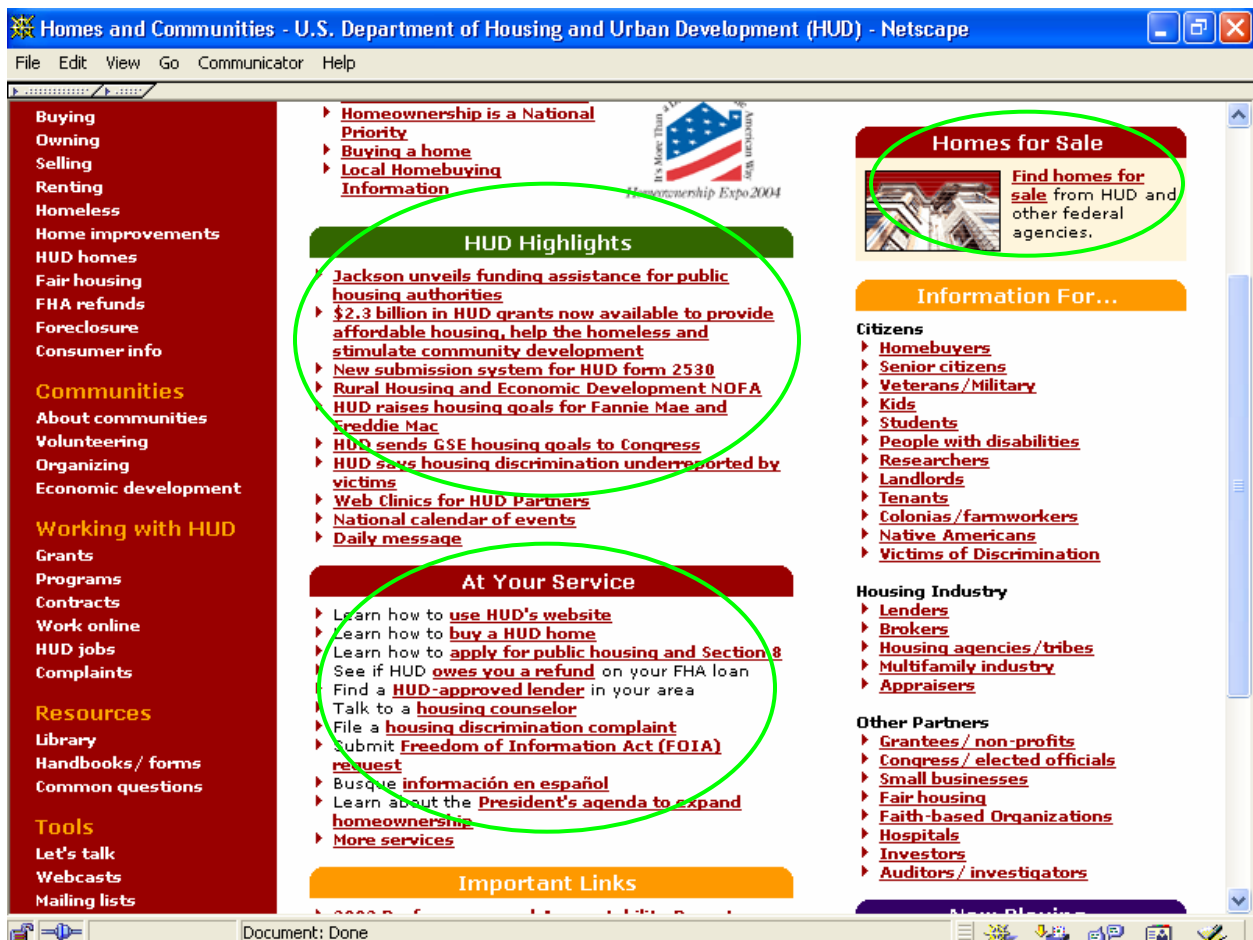 Homes and Communities - U.S. Department of Housing and Urban Development (HUD) - Netscape
File Edit View Go Communicator Help
Buying
Owning
Selling
Renting
Homeless
Home improvements
HUD homes
Fair housing
FHA refunds
Foreclosure
Consumer info
Communities
About communities
Volunteering
Organizing
Economic development
Working with HUD
Grants
Programs
Contracts
Work online
HUD jobs
Complaints
Resources
Library
Handbooks/ forms
Common questions
Tools
Let's talk
Webcasts
Mailing lists
Homeownership is a National
Priority
Buying a home
Local Homebuying
Information
It's More Than a
American Way
Homeownership Expo 2004
HUD Highlights
Jackson unveils funding assistance for public
housing authorities
$2.3 billion in HUD grants now available to provide
affordable housing, help the homeless and
stimulate community development
New submission system for HUD form 2530
Rural Housing and Economic Development NOFA
HUD raises housing goals for Fannie Mae and
Freddie Mac
HUD sends GSE housing goals to Congress
HUD says housing discrimination underreported by
victims
Web Clinics for HUD Partners
National calendar of events
Daily message
At Your Service
Learn how to use HUD's website
Learn how to buy a HUD home
Learn how to apply for public housing and Section 8
See if HUD owes you a refund on your FHA loan
Find a HUD-approved lender in your area
Talk to a housing counselor
File a housing discrimination complaint
Submit Freedom of Information Act (FOIA)
request
Busque información en español
Learn about the President's agenda to expand
homeownership
More services
Important Links
Homes for Sale
Find homes for
sale from HUD and
other federal
agencies.
Information For...
Citizens
Homebuyers
Senior citizens
Veterans/Military
Kids
Students
People with disabilities
Researchers
Landlords
Tenants
Colonias/farmworkers
Native Americans
Victims of Discrimination
Housing Industry
Lenders
Brokers
Housing agencies/tribes
Multifamily industry
Appraisers
Other Partners
Grantees/ non-profits
Congress/ elected officials
Small businesses
Fair housing
Faith-based Organizations
Hospitals
Investors
Auditors/ investigators
Now Playing
Document: Done